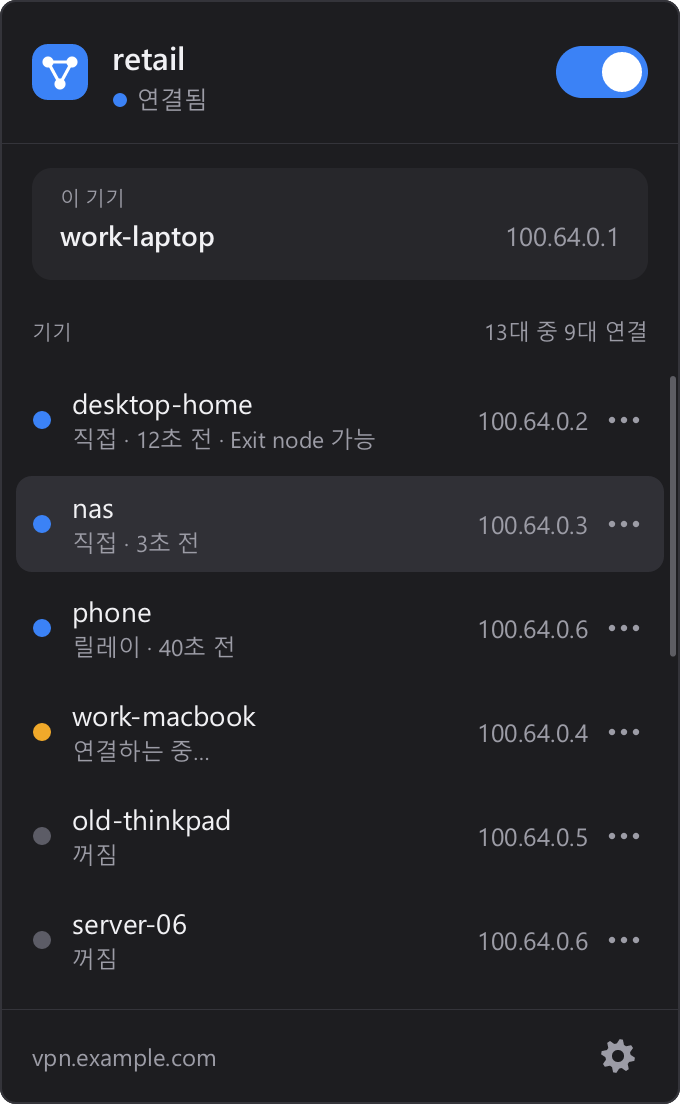 retail
연결됨
이 기기
work-laptop
100.64.0.1
기기
13대 중 9대 연결
desktop-home
직접 · 12초 전 · Exit node 가능
100.64.0.2
nas
직접 · 3초 전
100.64.0.3
phone
릴레이 · 40초 전
100.64.0.6
work-macbook
연결하는 중…
100.64.0.4
old-thinkpad
꺼짐
100.64.0.5
server-06
꺼짐
100.64.0.6
vpn.example.com